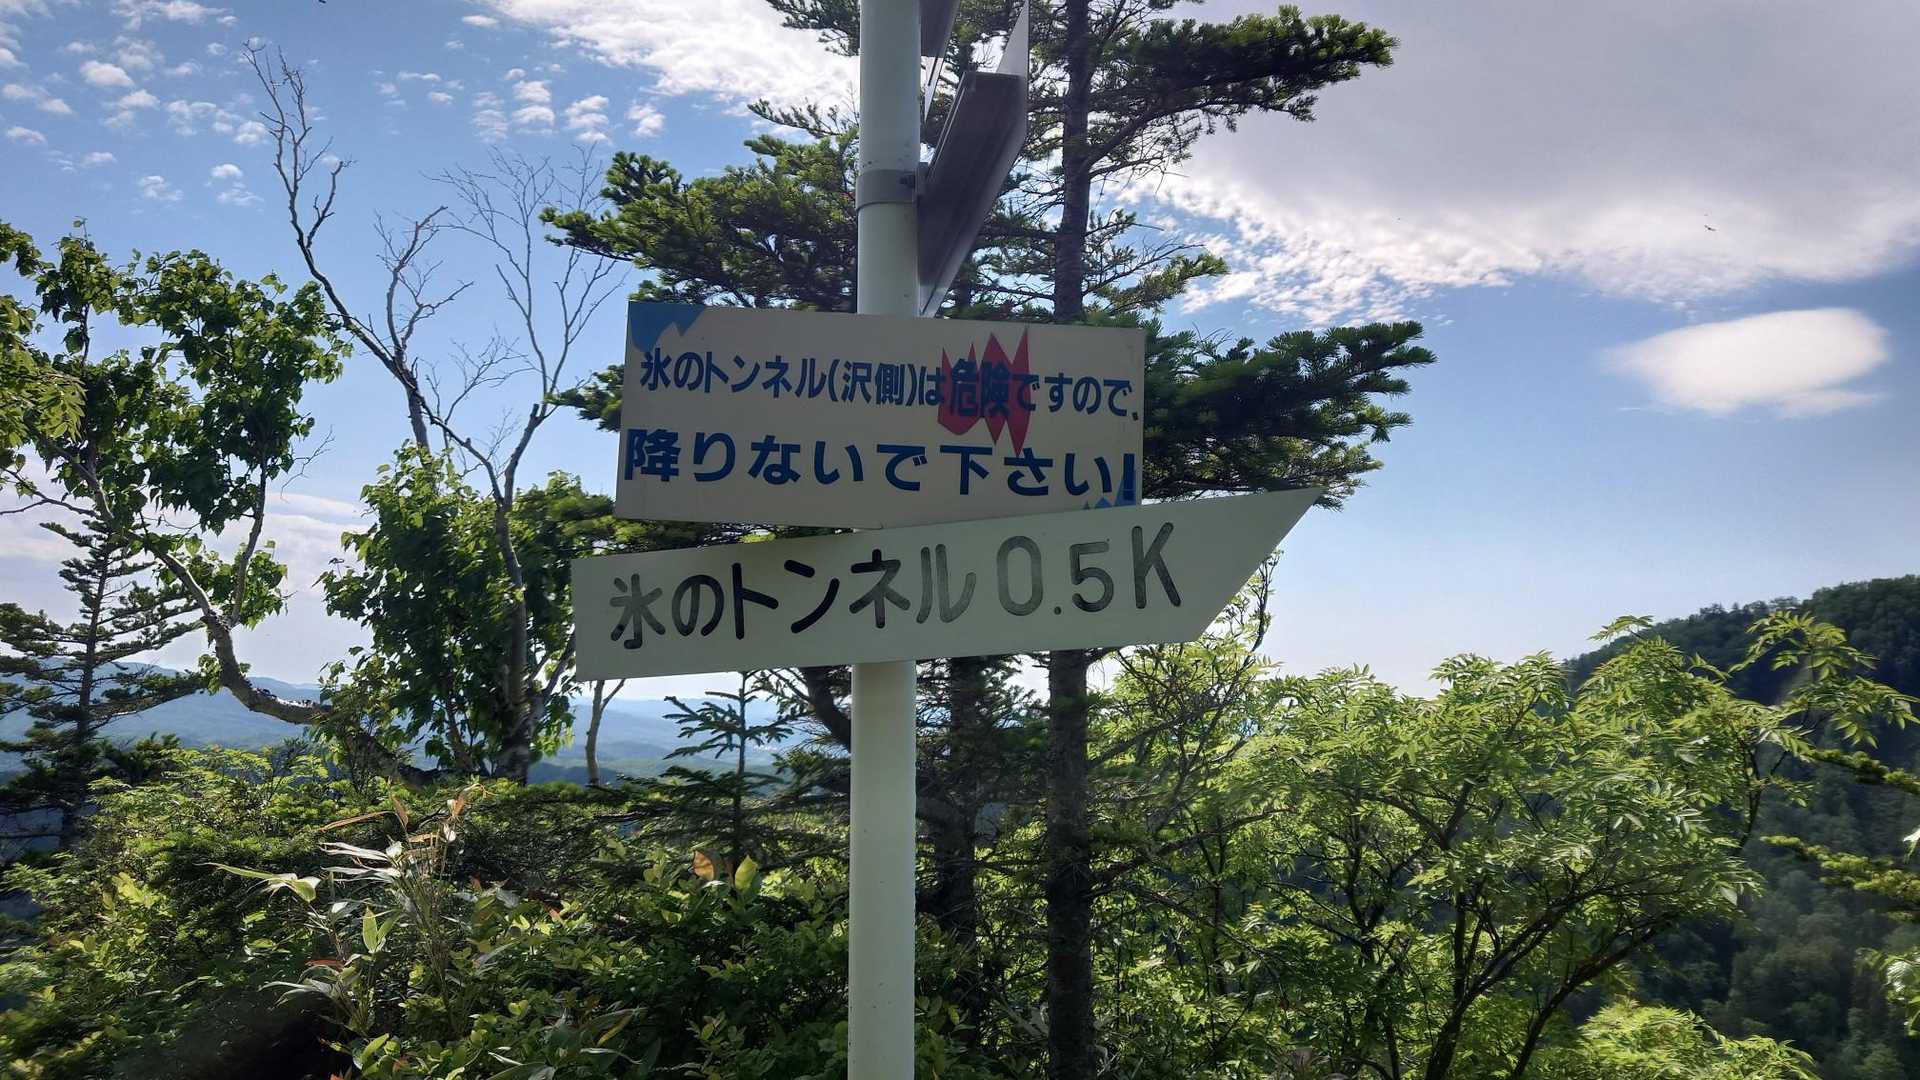 氷のトンネル(沢側)は危険ですので、
降りないで下さい!
氷のトンネル0.5K